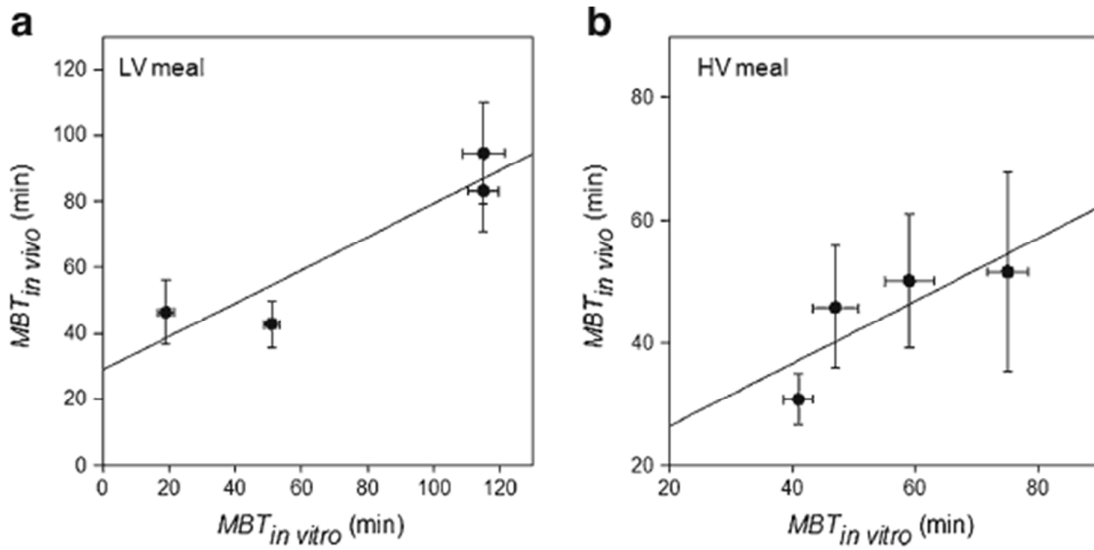 a
LV meal
120
100
80
60
40
20
0
MBT in vivo (min)
0 20 40 60 80 100 120
MBT in vitro (min)
b
HV meal
80
60
40
20
MBT in vivo (min)
20 40 60 80
MBT in vitro (min)